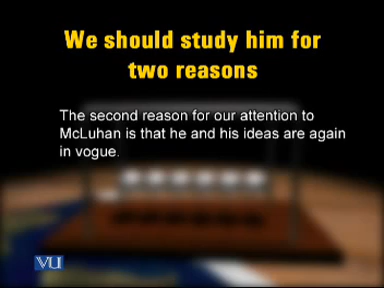 We should study him for
two reasons
The second reason for our attention to
McLuhan is that he and his ideas are again
in vogue.
VU